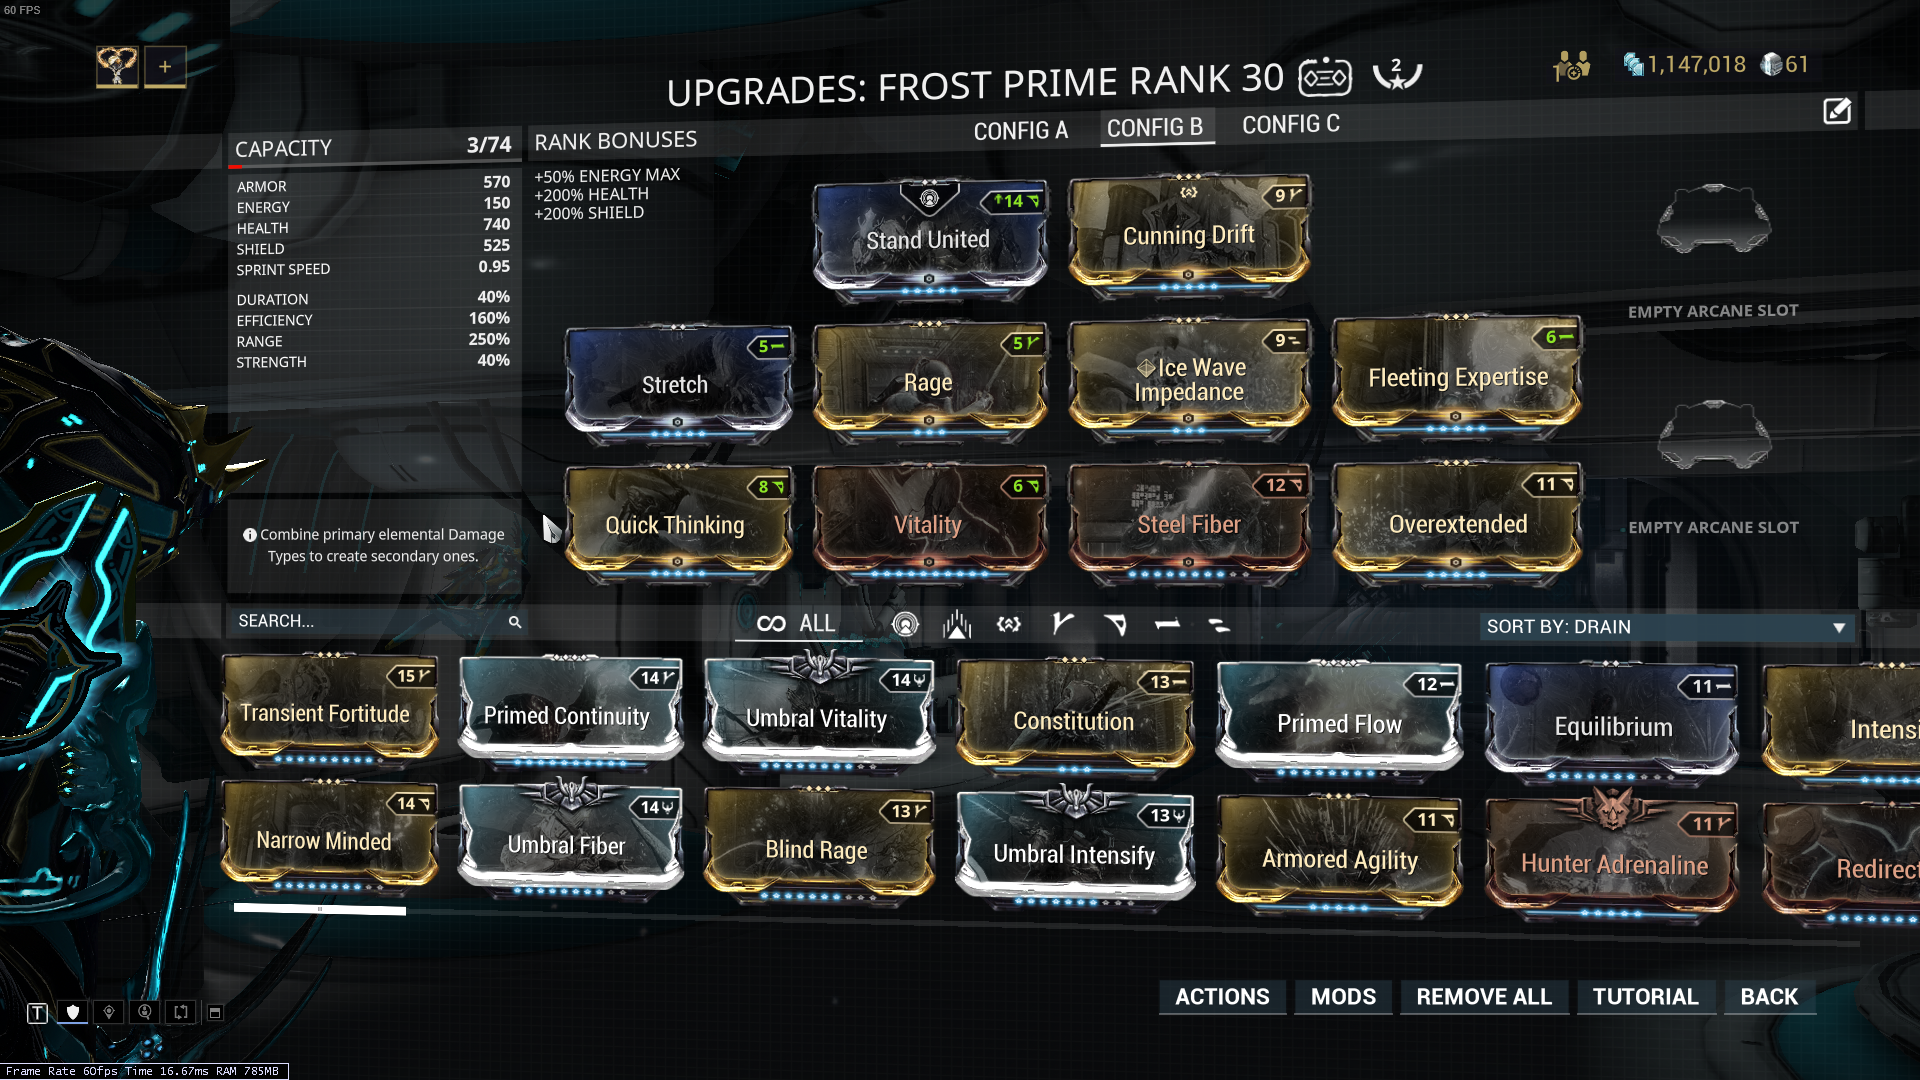 60 FPS
UPGRADES: FROST PRIME RANK 30
2
1,147,018
61
CONFIG A
CONFIG B
CONFIG C
CAPACITY 3/74
ARMOR 570
ENERGY 150
HEALTH 740
SHIELD 525
SPRINT SPEED 0.95
DURATION 40%
EFFICIENCY 160%
RANGE 250%
STRENGTH 40%
RANK BONUSES
+50% ENERGY MAX
+200% HEALTH
+200% SHIELD
14
Stand United
9
Cunning Drift
EMPTY ARCANE SLOT
5
Stretch
5
Rage
9
Ice Wave
Impedance
6
Fleeting Expertise
8
Quick Thinking
6
Vitality
12
Steel Fiber
11
Overextended
EMPTY ARCANE SLOT
Combine primary elemental Damage
Types to create secondary ones.
SEARCH...
ALL
SORT BY: DRAIN
15
Transient Fortitude
14
Primed Continuity
14
Umbral Vitality
13
Constitution
12
Primed Flow
11
Equilibrium
Intensi
14
Narrow Minded
14
Umbral Fiber
13
Blind Rage
13
Umbral Intensify
11
Armored Agility
11
Hunter Adrenaline
Redirect
ACTIONS
MODS
REMOVE ALL
TUTORIAL
BACK
T
Frame Rate 60fps Time 16.67ms RAM 785MB